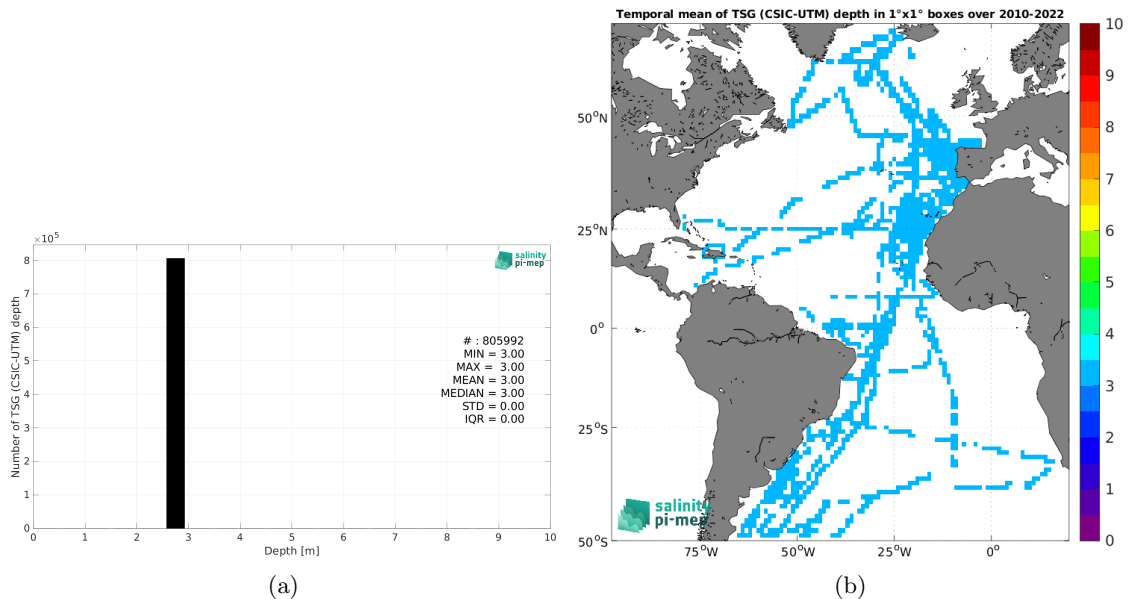 ×10⁵
8
7
6
5
4
3
2
1
0
Number of TSG (CSIC-UTM) depth
salinity
pi-mep
# : 805992
MIN = 3.00
MAX = 3.00
MEAN = 3.00
MEDIAN = 3.00
STD = 0.00
IQR = 0.00
0 1 2 3 4 5 6 7 8 9 10
Depth [m]
(a)
Temporal mean of TSG (CSIC-UTM) depth in 1°x1° boxes over 2010-2022
50°N
25°N
0°
25°S
50°S
salinity
pi-mep
75°W 50°W 25°W 0°
10
9
8
7
6
5
4
3
2
1
0
(b)